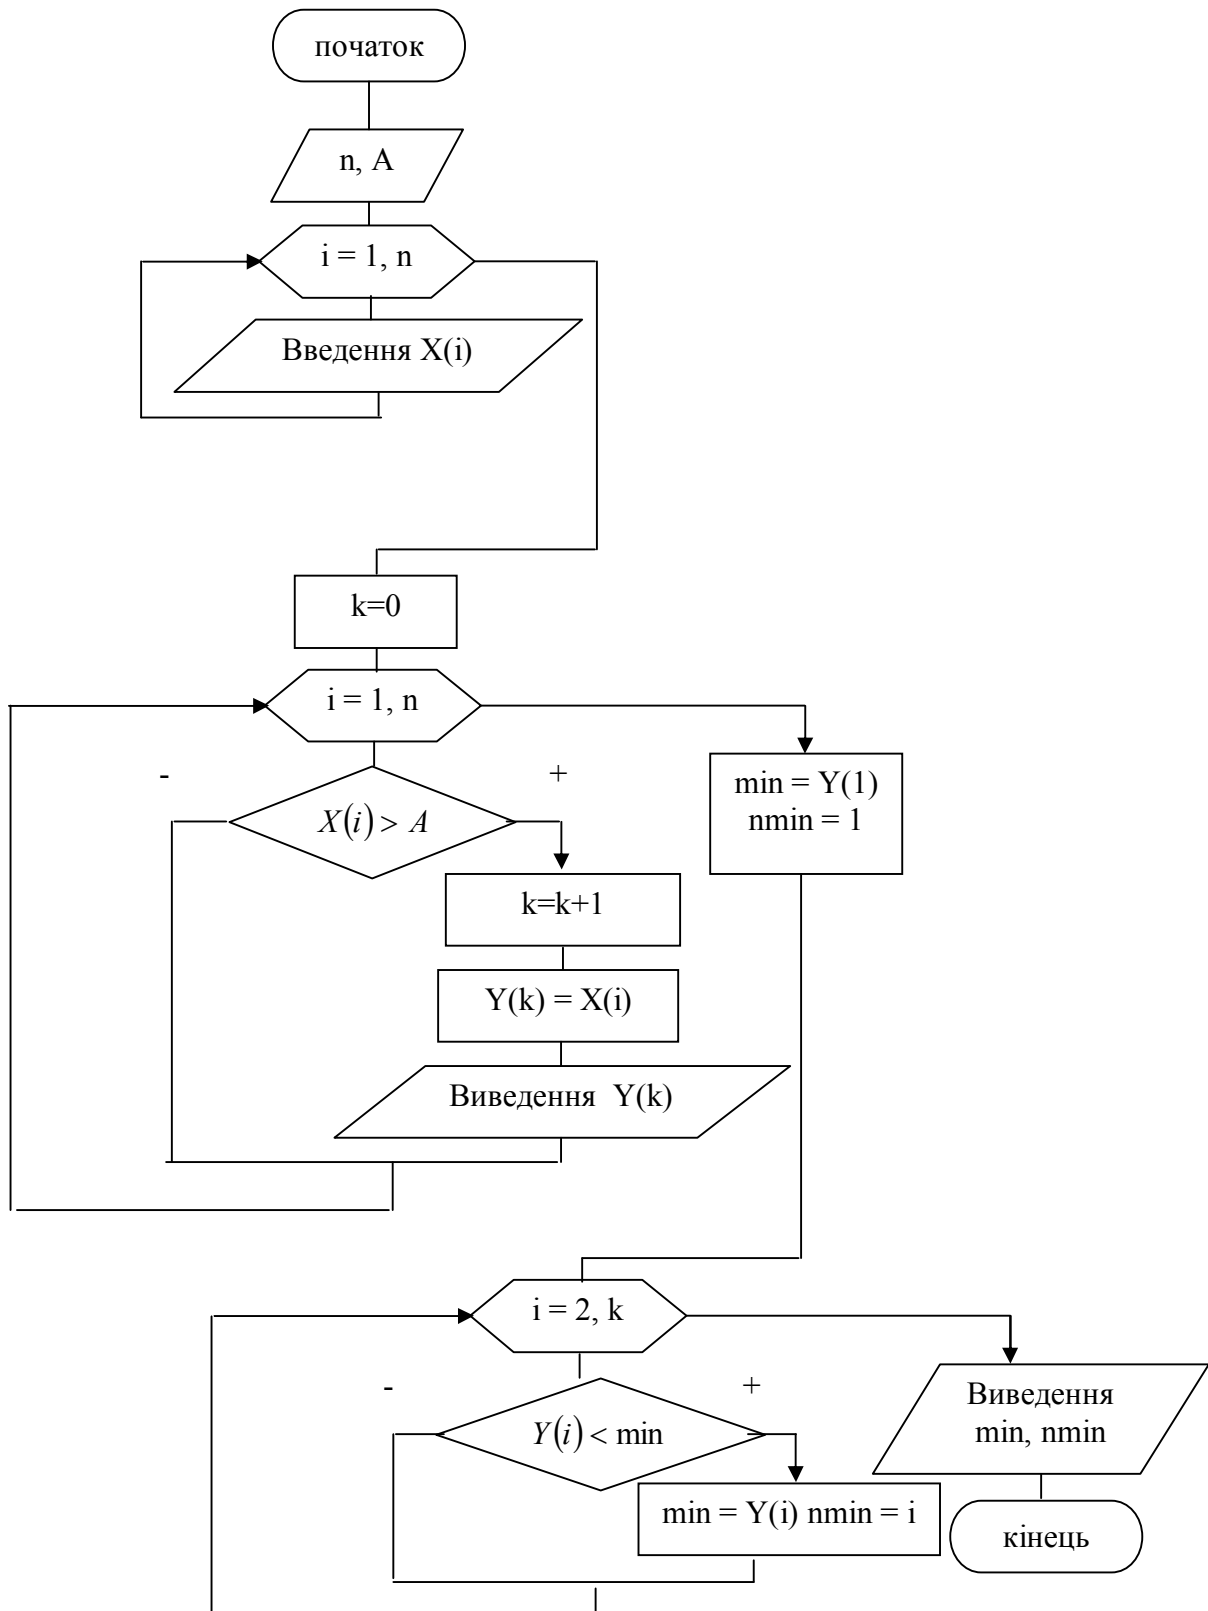 початок
n, A
i = 1, n
Введення X(i)
k=0
i = 1, n
- +
X(i) > A
min = Y(1)
nmin = 1
k=k+1
Y(k) = X(i)
Виведення Y(k)
i = 2, k
- +
Y(i) < min
Виведення
min, nmin
min = Y(i) nmin = i
кінець